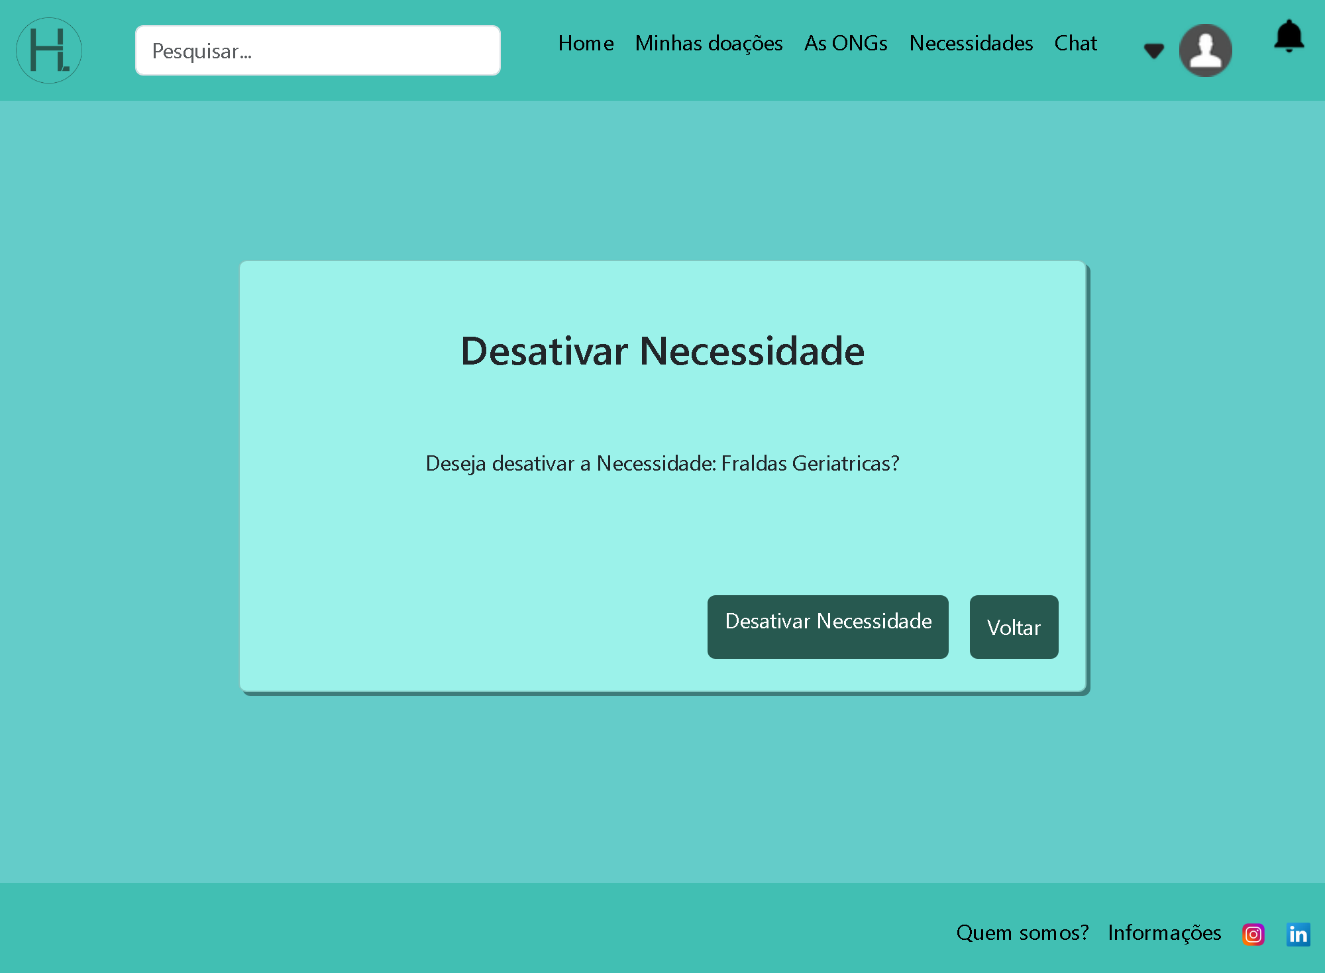 H.
Pesquisar...
Home Minhas doações As ONGs Necessidades Chat
Desativar Necessidade
Deseja desativar a Necessidade: Fraldas Geriatricas?
Desativar Necessidade Voltar
Quem somos? Informações in